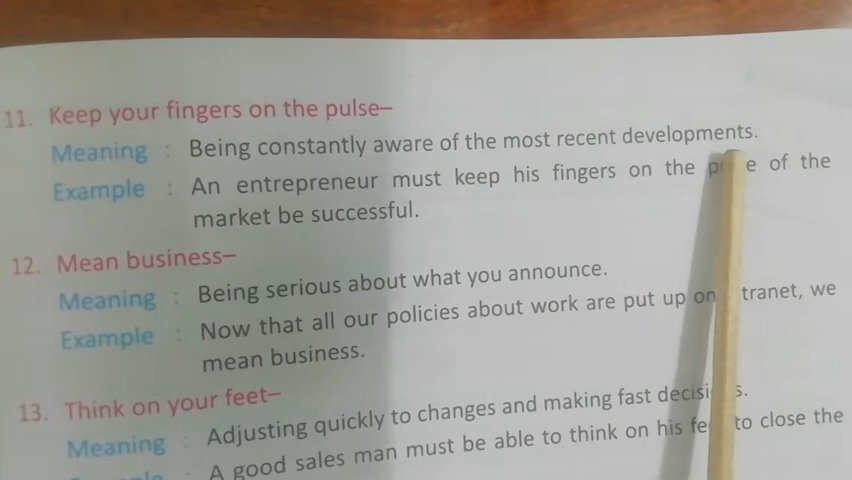 11. Keep your fingers on the pulse–
Meaning : Being constantly aware of the most recent developments.
Example : An entrepreneur must keep his fingers on the of the
market be successful.
12. Mean business–
Meaning : Being serious about what you announce.
Example : Now that all our policies about work are put up on we
mean business.
13. Think on your feet–
Meaning : Adjusting quickly to changes and making fast
: A good sales man must be able to think on his to close the